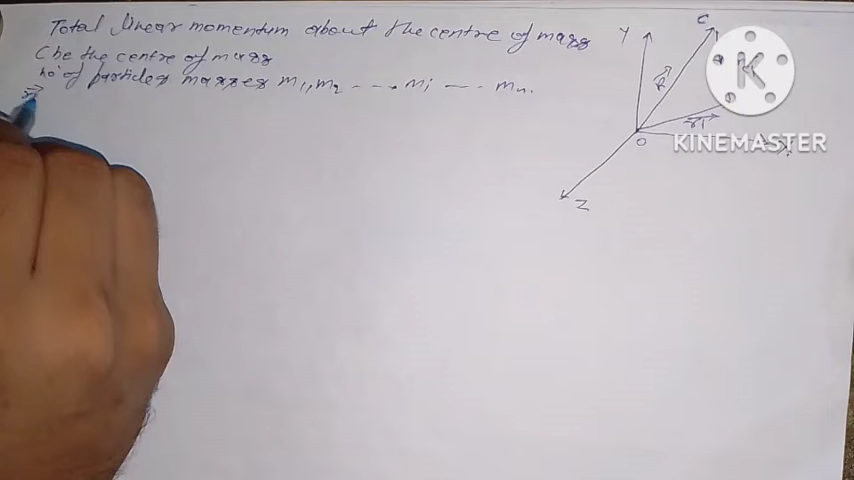 Total linear momentum about the centre of mass
C be the centre of mass
no of particles masses m1, m2 - - - . mi - - - mn.
Y
C
R
r1
O
Z
K
KINEMASTER